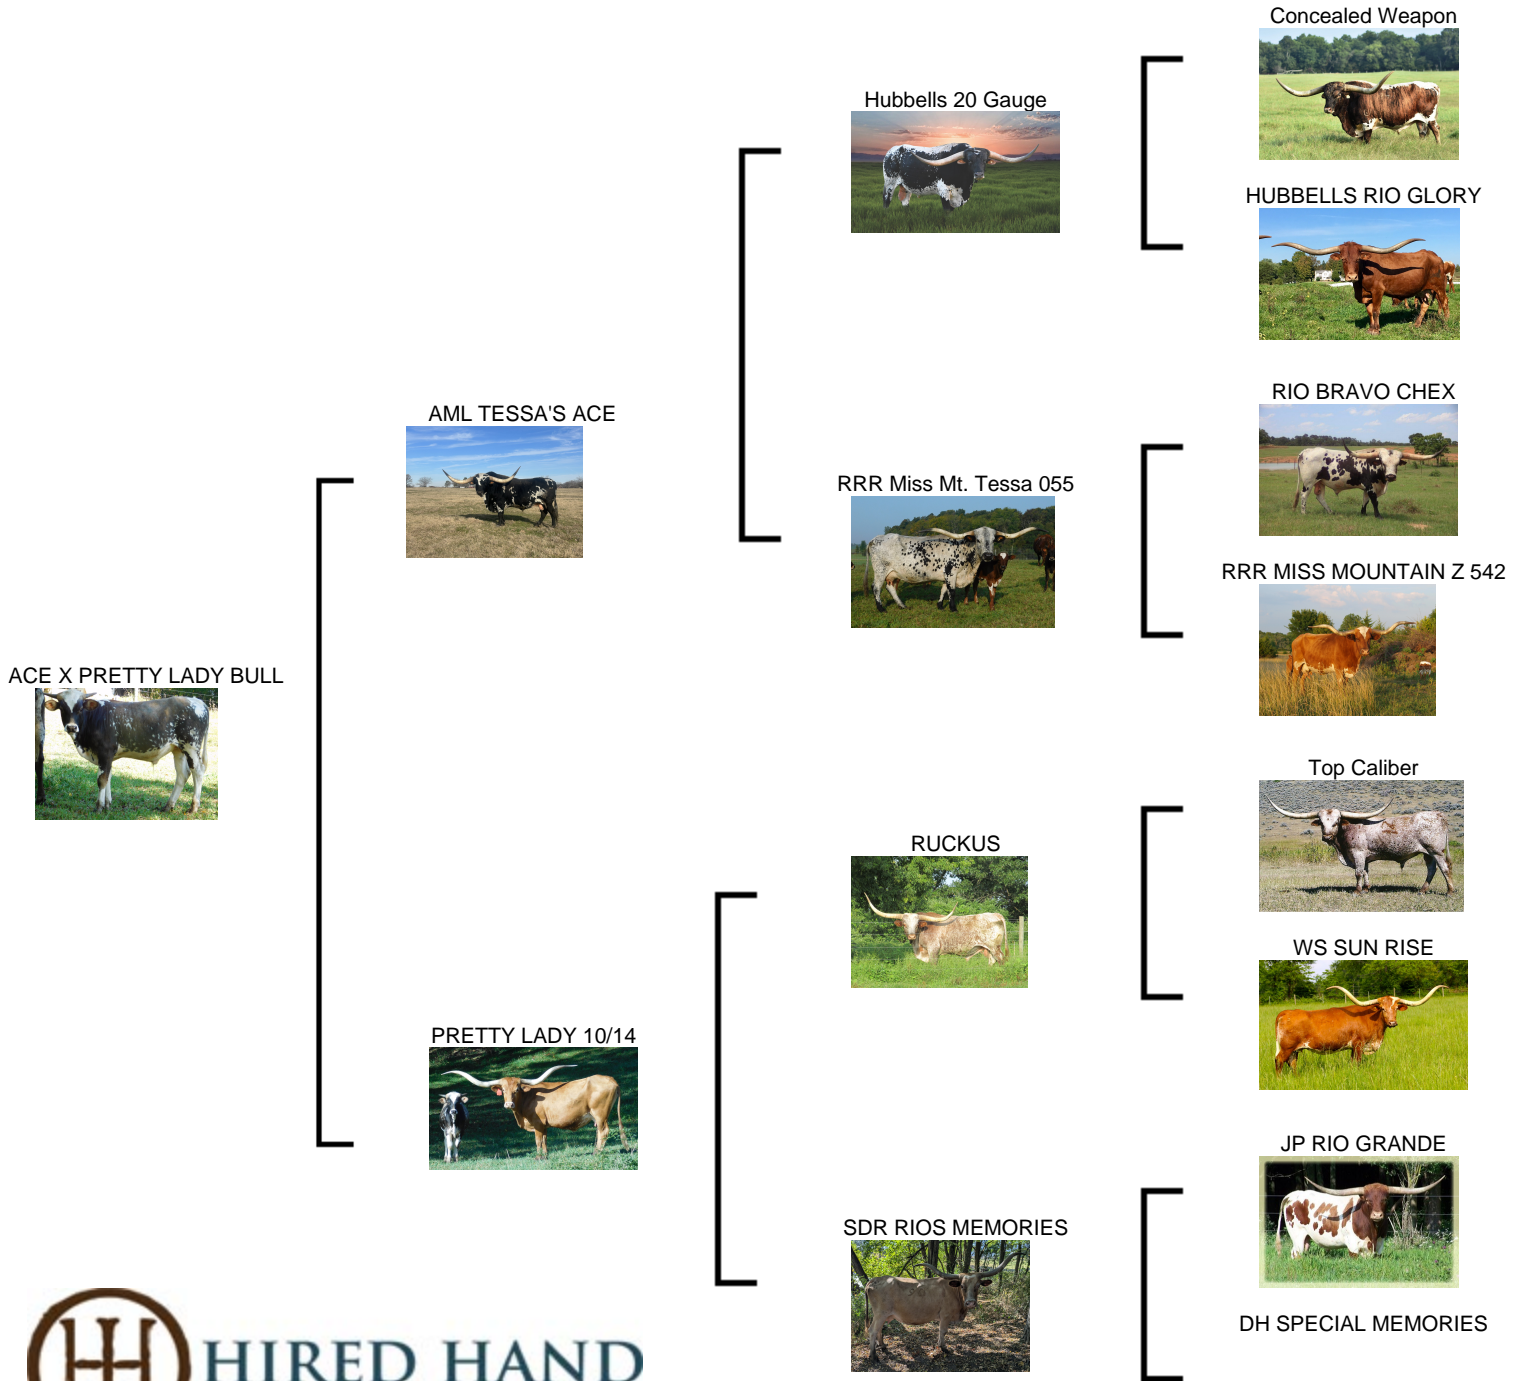 Concealed Weapon
Hubbells 20 Gauge
HUBBELLS RIO GLORY
AML TESSA'S ACE
RIO BRAVO CHEX
RRR Miss Mt. Tessa 055
RRR MISS MOUNTAIN Z 542
ACE X PRETTY LADY BULL
Top Caliber
RUCKUS
WS SUN RISE
PRETTY LADY 10/14
JP RIO GRANDE
SDR RIOS MEMORIES
DH SPECIAL MEMORIES
HIRED HAND